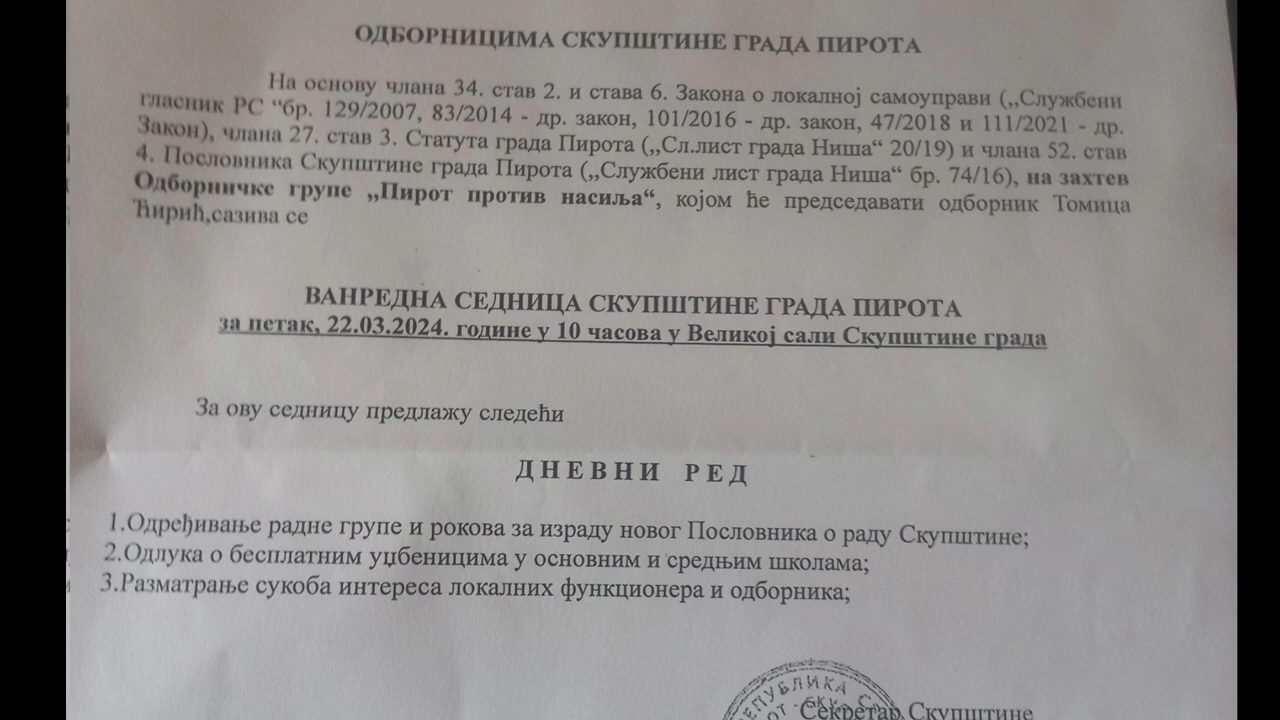 ОДБОРНИЦИМА СКУПШТИНЕ ГРАДА ПИРОТА
На основу члана 34. став 2. и става 6. Закона о локалној самоуправи („Службени
гласник РС “бр. 129/2007, 83/2014 - др. закон, 101/2016 - др. закон, 47/2018 и 111/2021 - др.
Закон), члана 27. став 3. Статута града Пирота („Сл.лист града Ниша“ 20/19) и члана 52. став
4. Пословника Скупштине града Пирота („Службени лист града Ниша“ бр. 74/16), на захтев
Одборничке групе „Пирот против насиља“, којом ће председавати одборник Томица
Ћирић,сазива се
ВАНРЕДНА СЕДНИЦА СКУПШТИНЕ ГРАДА ПИРОТА
за петак, 22.03.2024. године у 10 часова у Великој сали Скупштине града
За ову седницу предлажу следећи
Д Н Е В Н И Р Е Д
1.Одређивање радне групе и рокова за израду новог Пословника о раду Скупштине;
2.Одлука о бесплатним уџбеницима у основним и средњим школама;
3.Разматрање сукоба интереса локалних функционера и одборника;
Секретар Скупштине